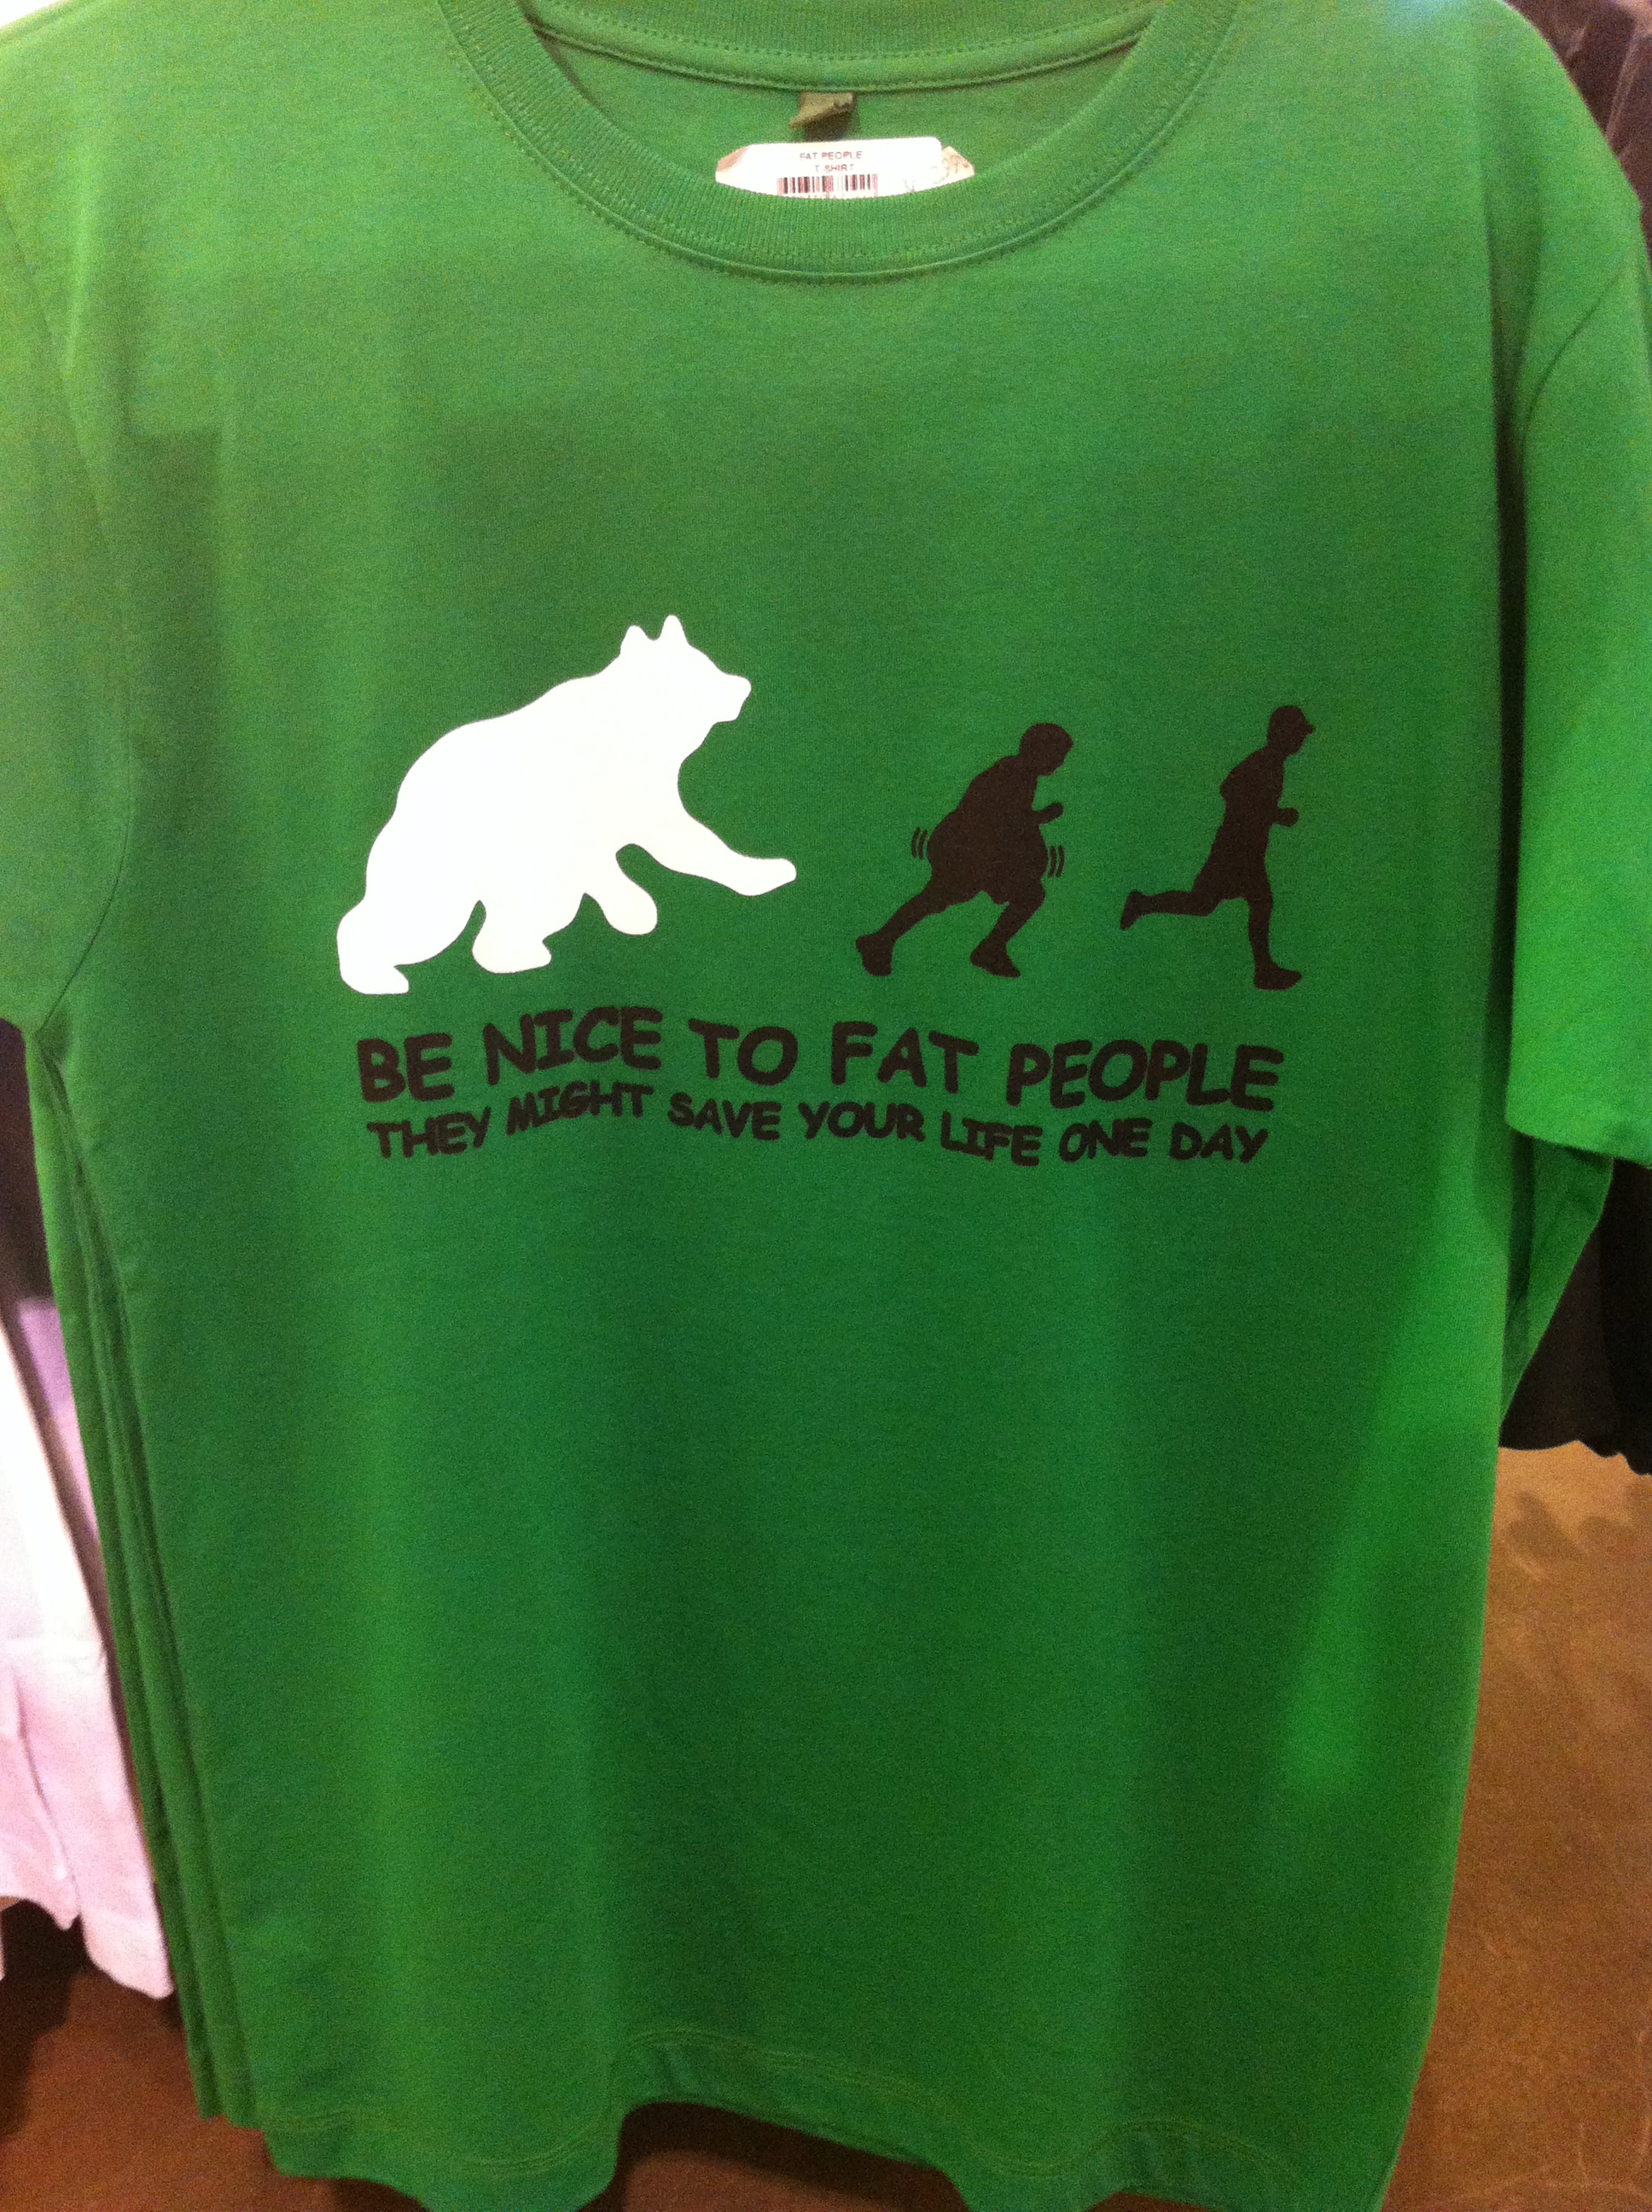 FAT PEOPLE
T-SHIRT
BE NICE TO FAT PEOPLE
THEY MIGHT SAVE YOUR LIFE ONE DAY